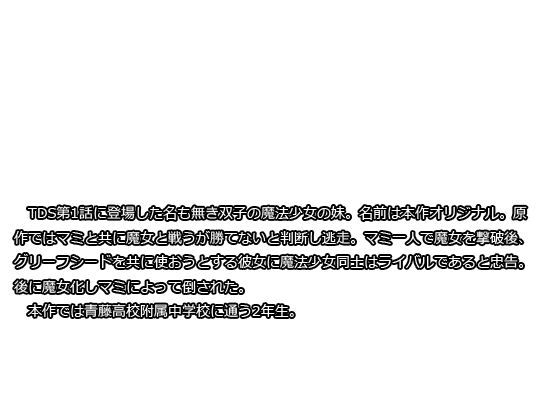 TDS第1話に登場した名も無き双子の魔法少女の妹。名前は本作オリジナル。原
作ではマミと共に魔女と戦うが勝てないと判断し逃走。マミ一人で魔女を撃破後、
グリーフシードを共に使おうとする彼女に魔法少女同士はライバルであると忠告。
後に魔女化しマミによって倒された。
　本作では青藤高校附属中学校に通う2年生。